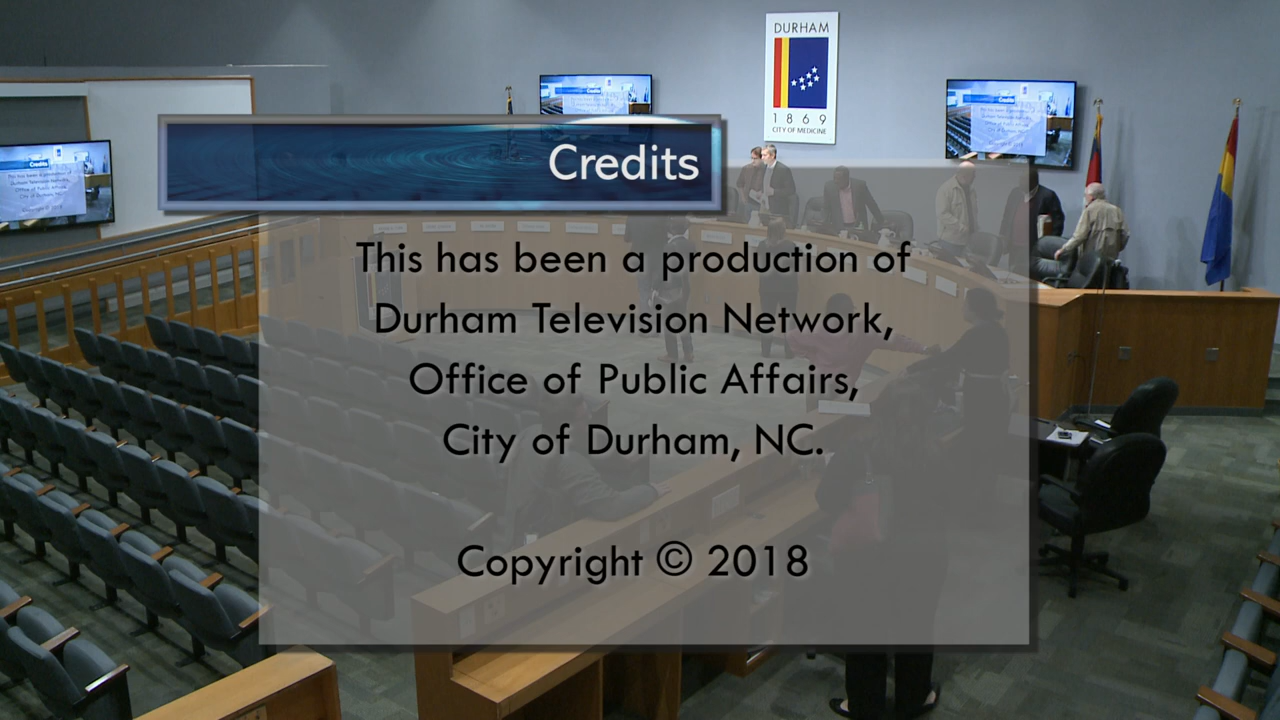 DURHAM
1869
CITY OF MEDICINE
Credits
This has been a production of
Durham Television Network,
Office of Public Affairs,
City of Durham, NC.
Copyright © 2018